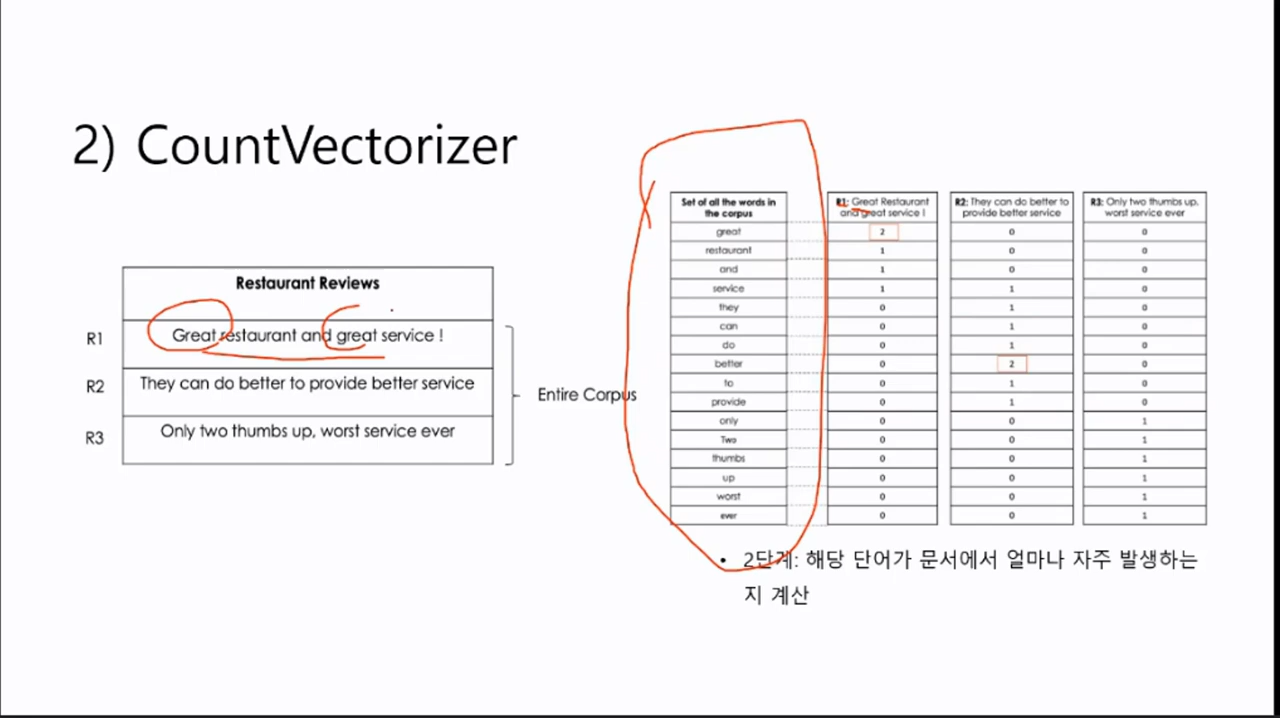 2) CountVectorizer
Restaurant Reviews
R1 Great restaurant and great service !
R2 They can do better to provide better service
R3 Only two thumbs up, worst service ever
Entire Corpus
Set of all the words in
the corpus
R1: Great Restaurant
and great service !
R2: They can do better to
provide better service
R3: Only two thumbs up,
worst service ever
great 2 0 0
restaurant 1 0 0
and 1 0 0
service 1 1 0
they 0 1 0
can 0 1 0
do 0 1 0
better 0 2 0
to 0 1 0
provide 0 1 0
only 0 0 1
Two 0 0 1
thumbs 0 0 1
up 0 0 1
worst 0 0 1
ever 0 0 1
• 2단계: 해당 단어가 문서에서 얼마나 자주 발생하는
지 계산